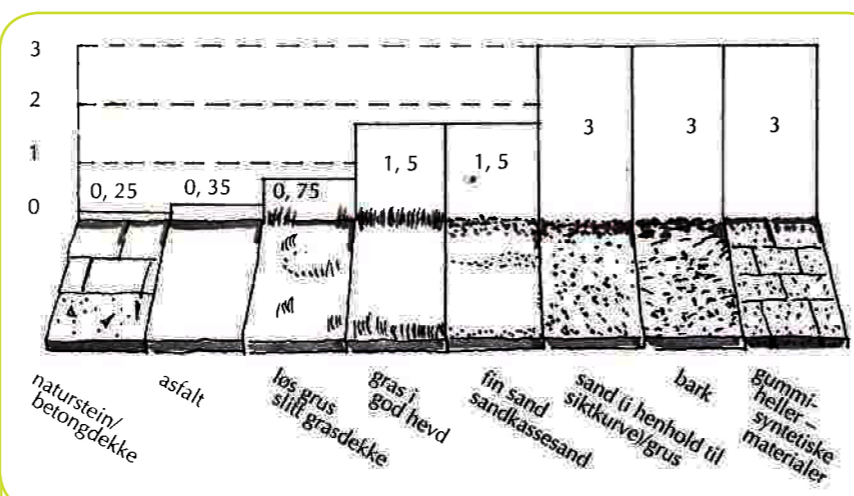 3
2
1
0
0, 25
0, 35
0, 75
1, 5
1, 5
3
3
3
naturstein/
betongdekke
asfalt
løs grus
slitt grasdekke
gras i
god hevd
fin sand
sandkassesand
sand (i henhold til
siktkurve)/grus
bark
gummi-
heller –
syntetiske
materialer